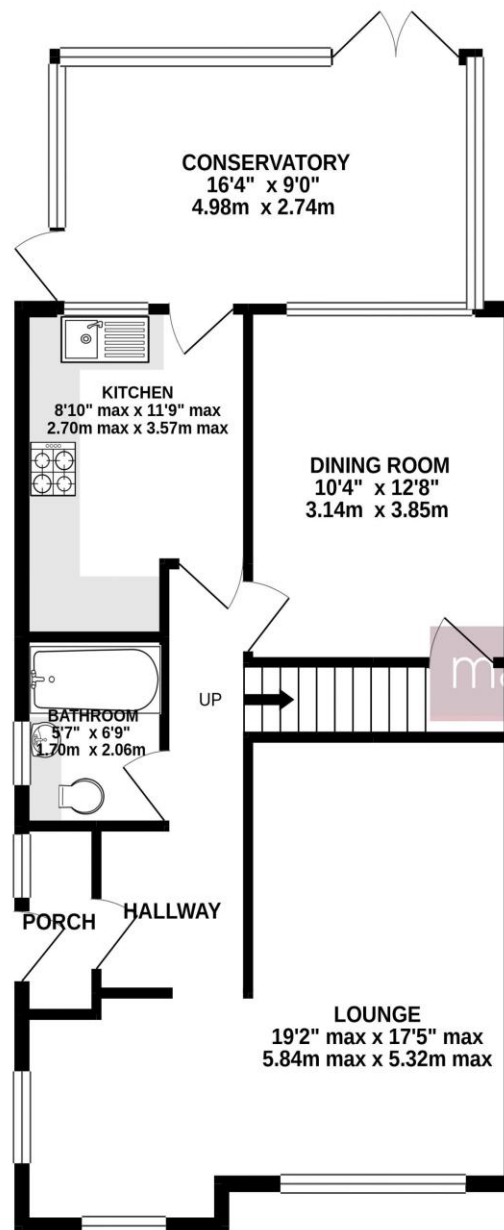 CONSERVATORY
16'4" x 9'0"
4.98m x 2.74m
KITCHEN
8'10" max x 11'9" max
2.70m max x 3.57m max
DINING ROOM
10'4" x 12'8"
3.14m x 3.85m
UP
BATHROOM
5'7" x 6'9"
1.70m x 2.06m
PORCH
HALLWAY
LOUNGE
19'2" max x 17'5" max
5.84m max x 5.32m max